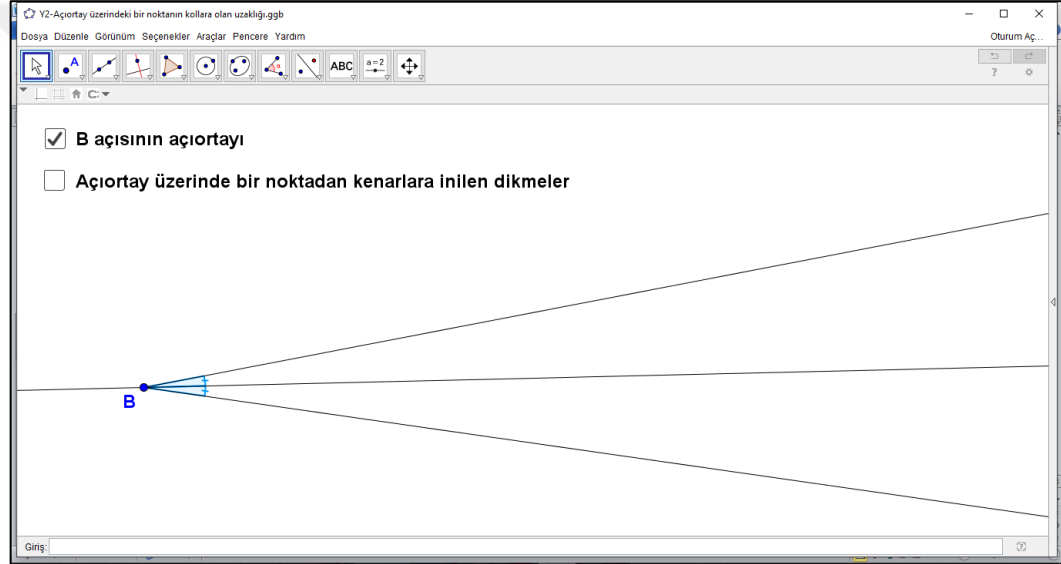 Y2-Açıortay üzerindeki bir noktanın kollara olan uzaklığı.ggb
Dosya Düzenle Görünüm Seçenekler Araçlar Pencere Yardım
Oturum Aç...
A
α
ABC
a=2
?
B açısının açıortayı
Açıortay üzerinde bir noktadan kenarlara inilen dikmeler
B
Giriş: